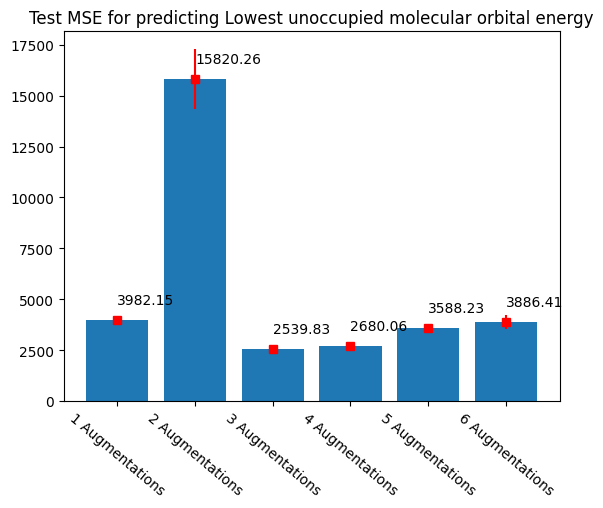 Test MSE for predicting Lowest unoccupied molecular orbital energy
17500
15000
12500
10000
7500
5000
2500
0
3982.15
15820.26
2539.83
2680.06
3588.23
3886.41
1 Augmentations
2 Augmentations
3 Augmentations
4 Augmentations
5 Augmentations
6 Augmentations